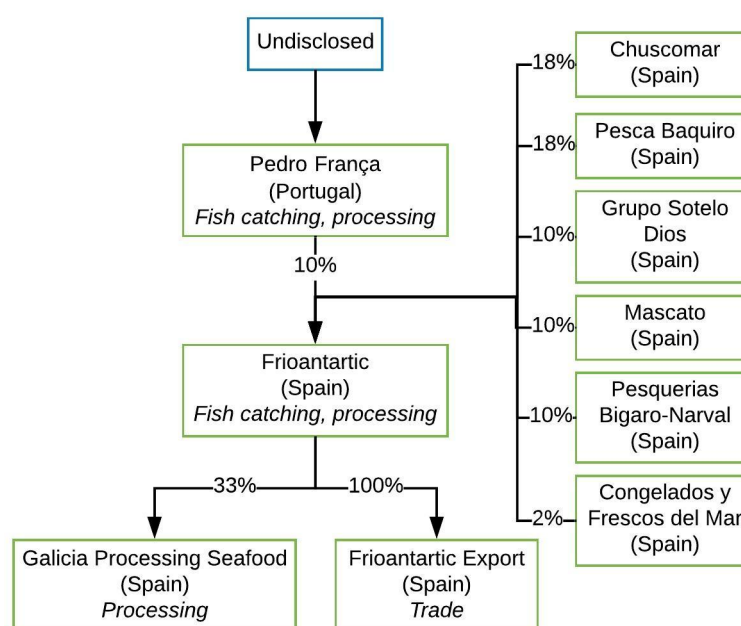 Undisclosed
Pedro França
(Portugal)
Fish catching, processing
10%
Frioantartic
(Spain)
Fish catching, processing
33%
100%
Galicia Processing Seafood
(Spain)
Processing
Frioantartic Export
(Spain)
Trade
18%
Chuscomar
(Spain)
18%
Pesca Baquiro
(Spain)
10%
Grupo Sotelo
Dios
(Spain)
10%
Mascato
(Spain)
10%
Pesquerias
Bigaro-Narval
(Spain)
2%
Congelados y
Frescos del Mar
(Spain)